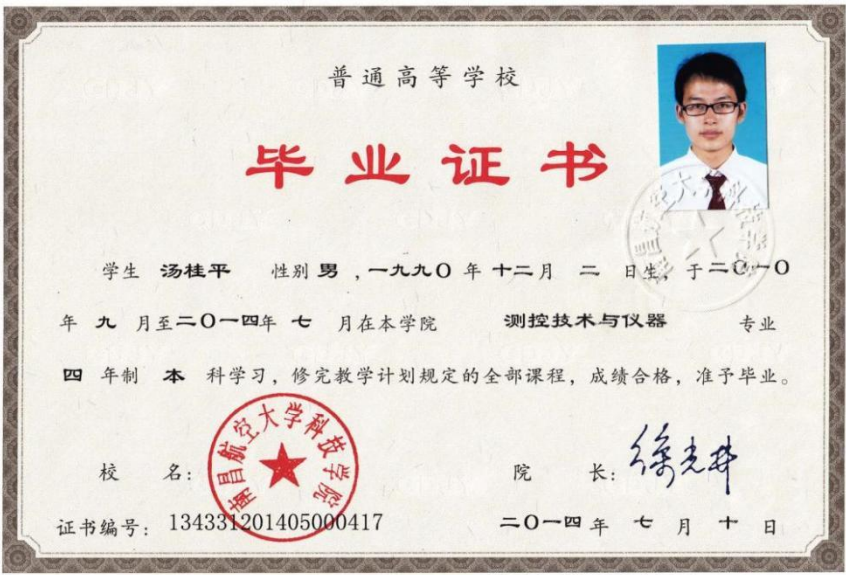 普通高等学校
毕业证书
学生 汤桂平 性别 男 ，一九九〇 年 十二月 二 日生，于二〇一〇
年 九 月至二〇一四年 七 月在本学院 测控技术与仪器 专业
四 年制 本 科学习，修完教学计划规定的全部课程，成绩合格，准予毕业。
南昌航空大学科技学院
校 名： 院 长：徐光井
证书编号：134331201405000417 二〇一四 年 七 月 十 日